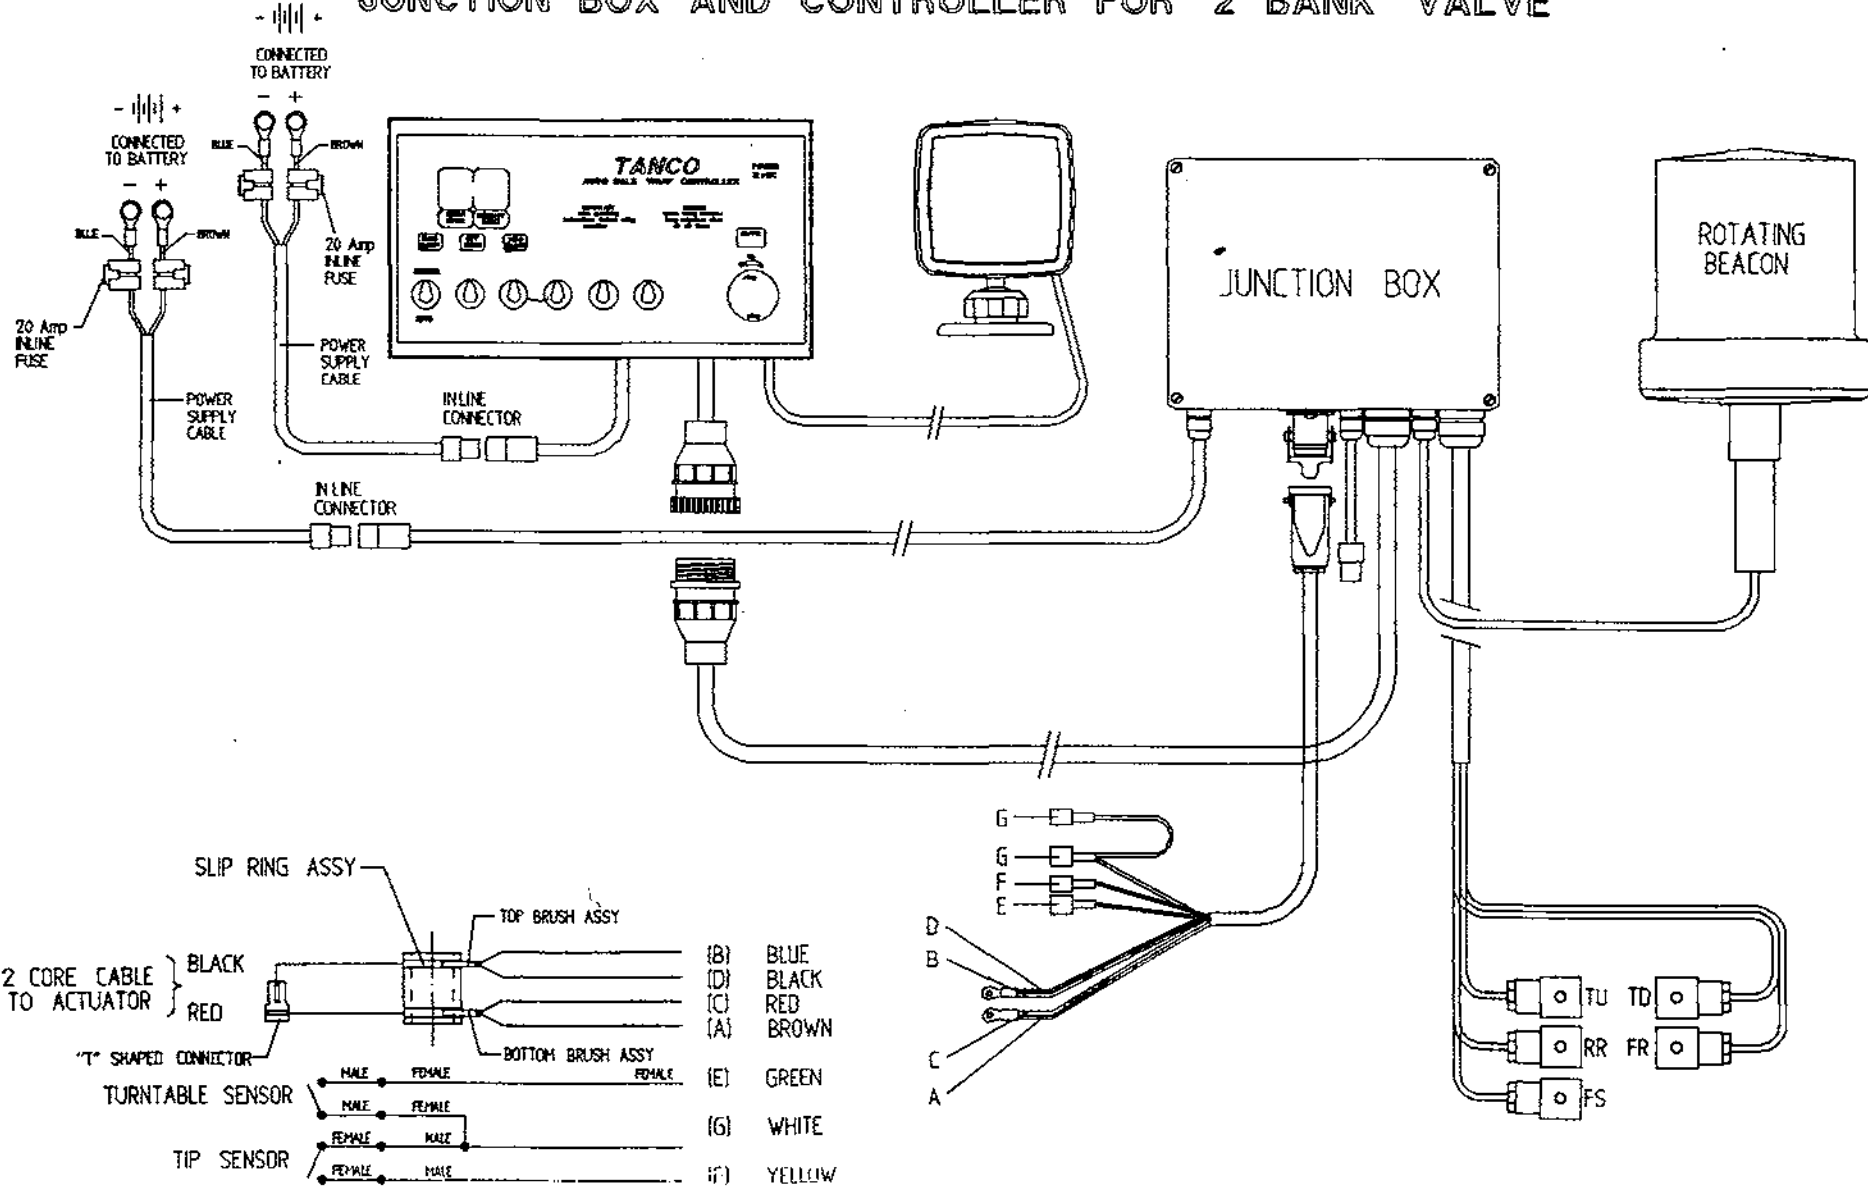 JUNCTION BOX AND CONTROLLER FOR 2 BANK VALVE
- +
CONNECTED
TO BATTERY
- +
BLUE
BROWN
20 Amp
INLINE
FUSE
POWER
SUPPLY
CABLE
INLINE
CONNECTOR
- +
CONNECTED
TO BATTERY
- +
BLUE
BROWN
20 Amp
INLINE
FUSE
POWER
SUPPLY
CABLE
INLINE
CONNECTOR
TANCO
AUTO BALE WRAP CONTROLLER
JUNCTION BOX
ROTATING
BEACON
SLIP RING ASSY
TOP BRUSH ASSY
2 CORE CABLE
TO ACTUATOR
BLACK
RED
"T" SHAPED CONNECTOR
BOTTOM BRUSH ASSY
(B) BLUE
(D) BLACK
(C) RED
(A) BROWN
MALE FEMALE FEMALE (E) GREEN
TURNTABLE SENSOR
MALE FEMALE
(G) WHITE
FEMALE MALE
TIP SENSOR
FEMALE MALE (F) YELLOW
G
G
F
E
D
B
C
A
TU TD
RR FR
FS